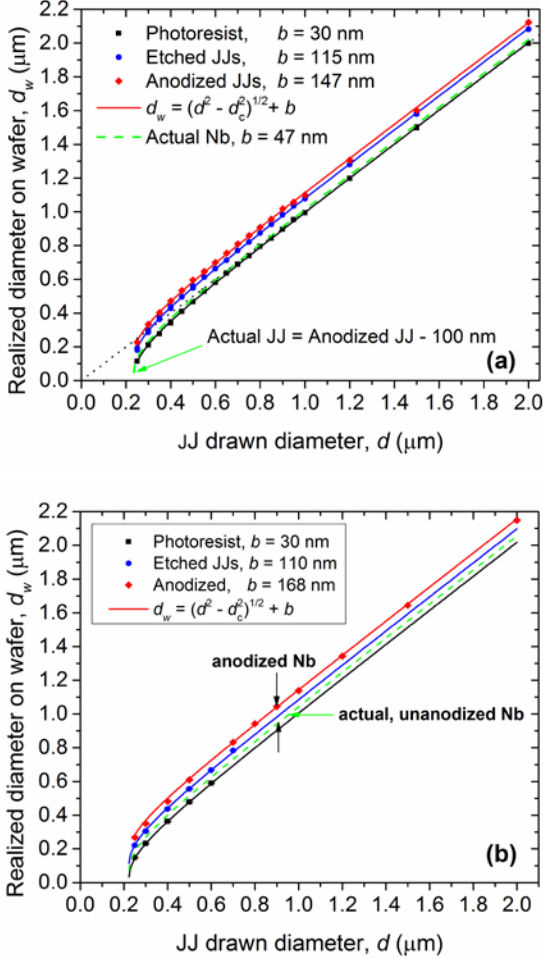 Photoresist, b = 30 nm
Etched JJs, b = 115 nm
Anodized JJs, b = 147 nm
d_w = (d² - d_c²)^1/2 + b
Actual Nb, b = 47 nm
Actual JJ = Anodized JJ - 100 nm
(a)
Realized diameter on wafer, d_w (μm)
2.2
2.0
1.8
1.6
1.4
1.2
1.0
0.8
0.6
0.4
0.2
0.0
0.0 0.2 0.4 0.6 0.8 1.0 1.2 1.4 1.6 1.8 2.0
JJ drawn diameter, d (μm)
Photoresist, b = 30 nm
Etched JJs, b = 110 nm
Anodized, b = 168 nm
d_w = (d² - d_c²)^1/2 + b
anodized Nb
actual, unanodized Nb
(b)
Realized diameter on wafer, d_w (μm)
2.2
2.0
1.8
1.6
1.4
1.2
1.0
0.8
0.6
0.4
0.2
0.0
0.0 0.2 0.4 0.6 0.8 1.0 1.2 1.4 1.6 1.8 2.0
JJ drawn diameter, d (μm)